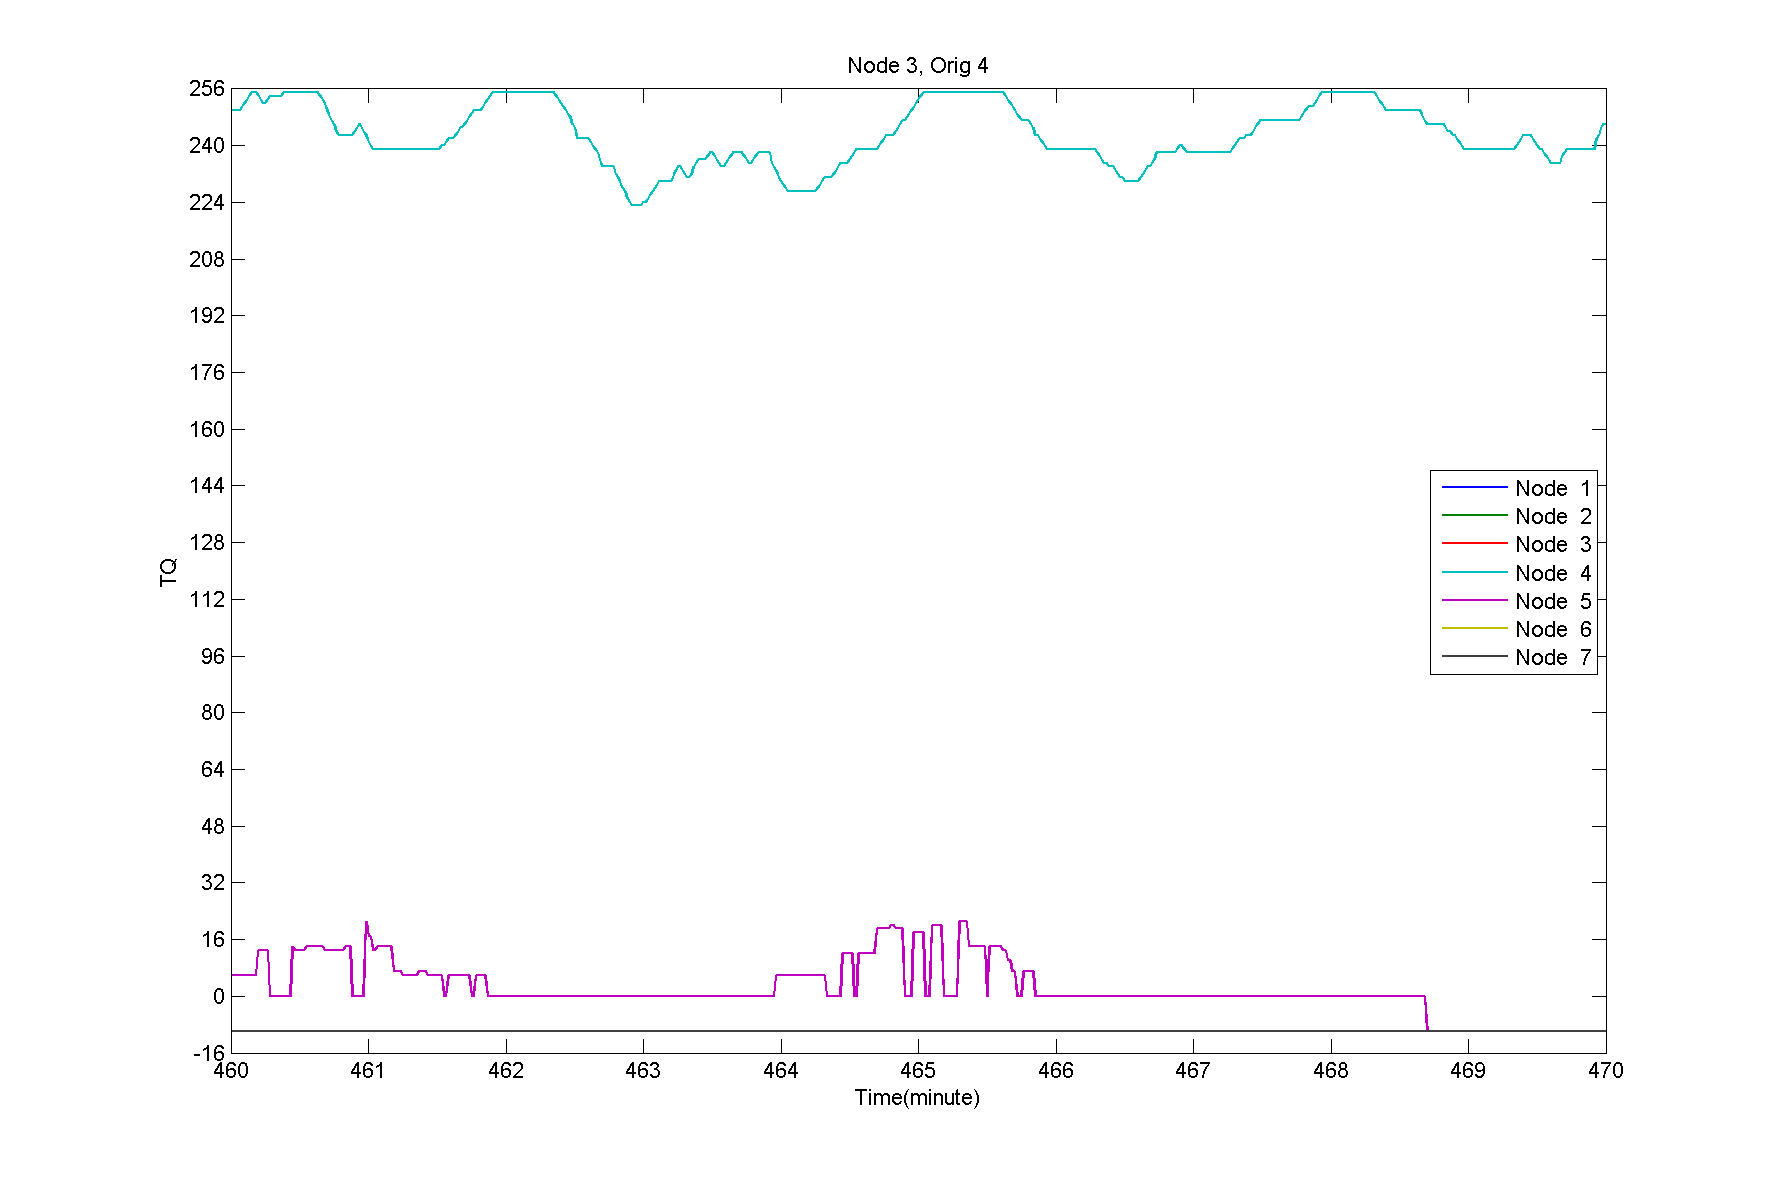 Node 3, Orig 4
256
240
224
208
192
176
160
144
128
112
96
80
64
48
32
16
0
-16
TQ
Node 1
Node 2
Node 3
Node 4
Node 5
Node 6
Node 7
460 461 462 463 464 465 466 467 468 469 470
Time(minute)